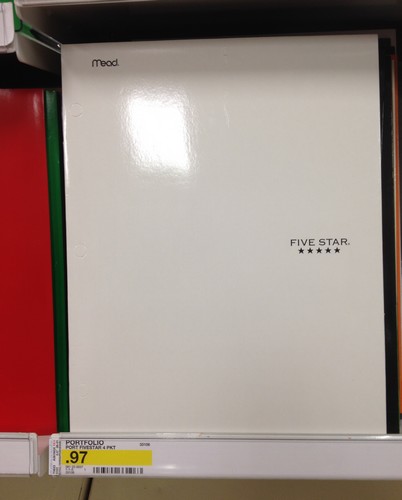 Mead
FIVE STAR.
★★★★★
PORTFOLIO
PORT FIVESTAR 4 PKT
.97